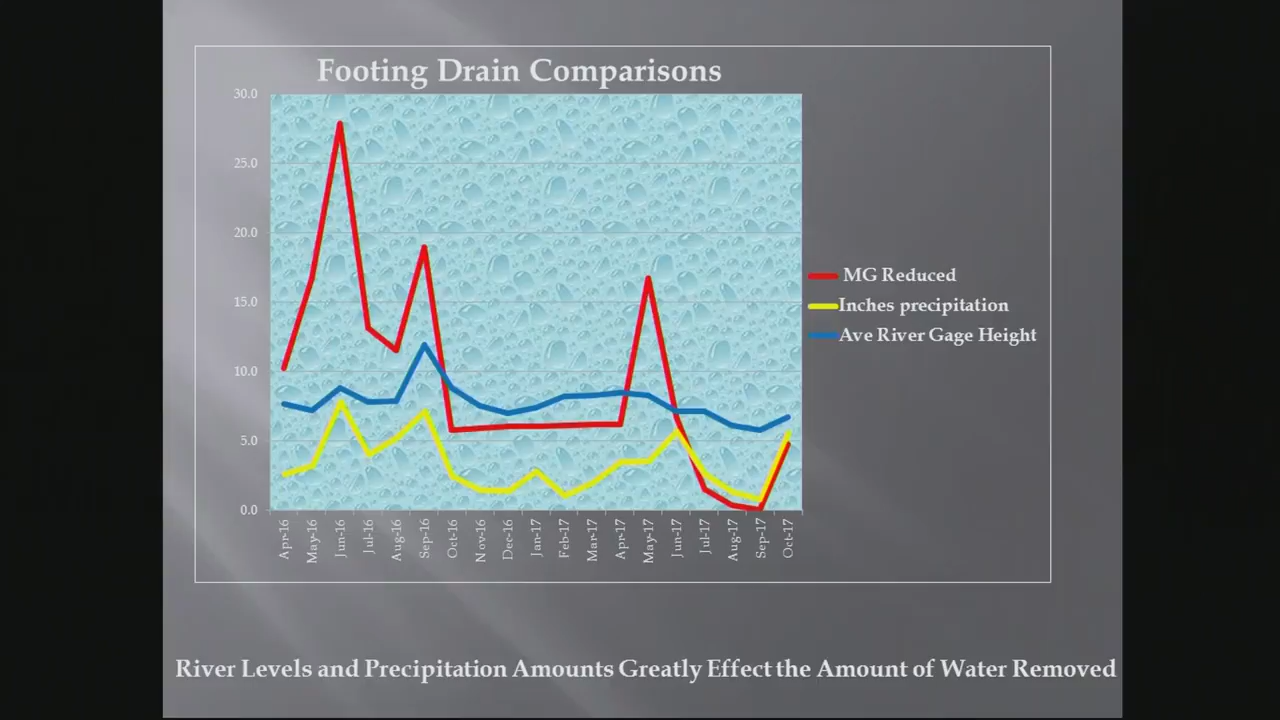 Footing Drain Comparisons
30.0
25.0
20.0
15.0
10.0
5.0
0.0
Apr-16
May-16
Jun-16
Jul-16
Aug-16
Sep-16
Oct-16
Nov-16
Dec-16
Jan-17
Feb-17
Mar-17
Apr-17
May-17
Jun-17
Jul-17
Aug-17
Sep-17
Oct-17
MG Reduced
Inches precipitation
Ave River Gage Height
River Levels and Precipitation Amounts Greatly Effect the Amount of Water Removed